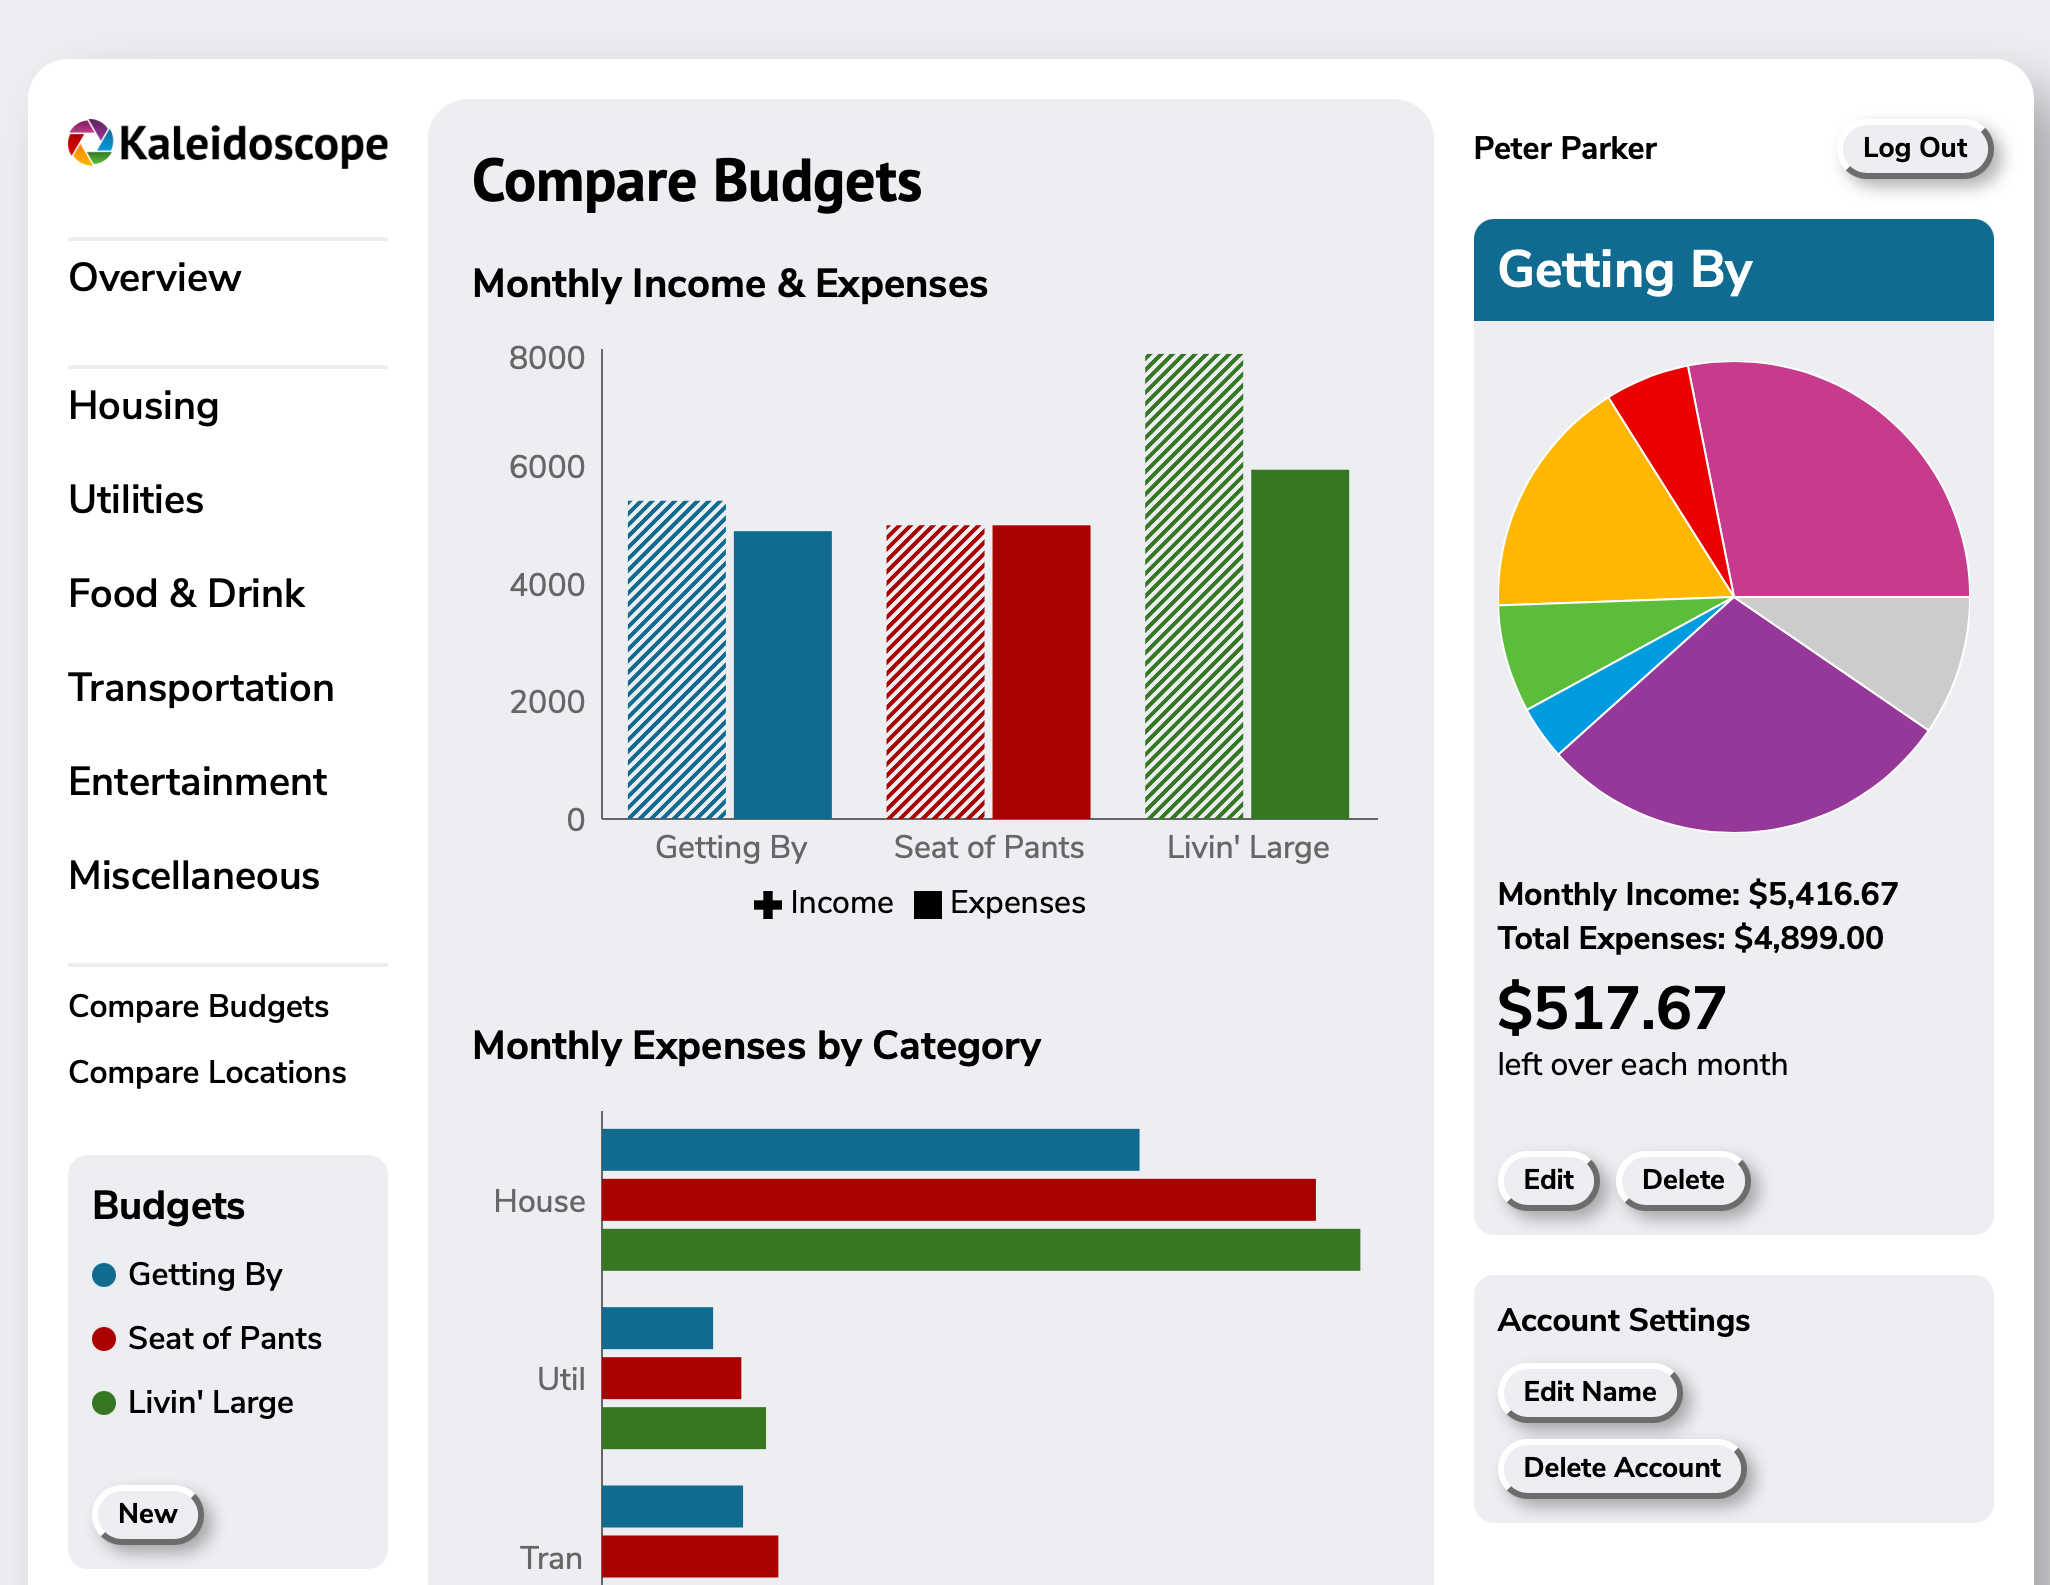 Kaleidoscope
Overview
Housing
Utilities
Food & Drink
Transportation
Entertainment
Miscellaneous
Compare Budgets
Compare Locations
Budgets
Getting By
Seat of Pants
Livin' Large
New
Compare Budgets
Monthly Income & Expenses
8000
6000
4000
2000
0
Getting By Seat of Pants Livin' Large
Income Expenses
Monthly Expenses by Category
House
Util
Tran
Peter Parker Log Out
Getting By
Monthly Income: $5,416.67
Total Expenses: $4,899.00
$517.67
left over each month
Edit Delete
Account Settings
Edit Name
Delete Account